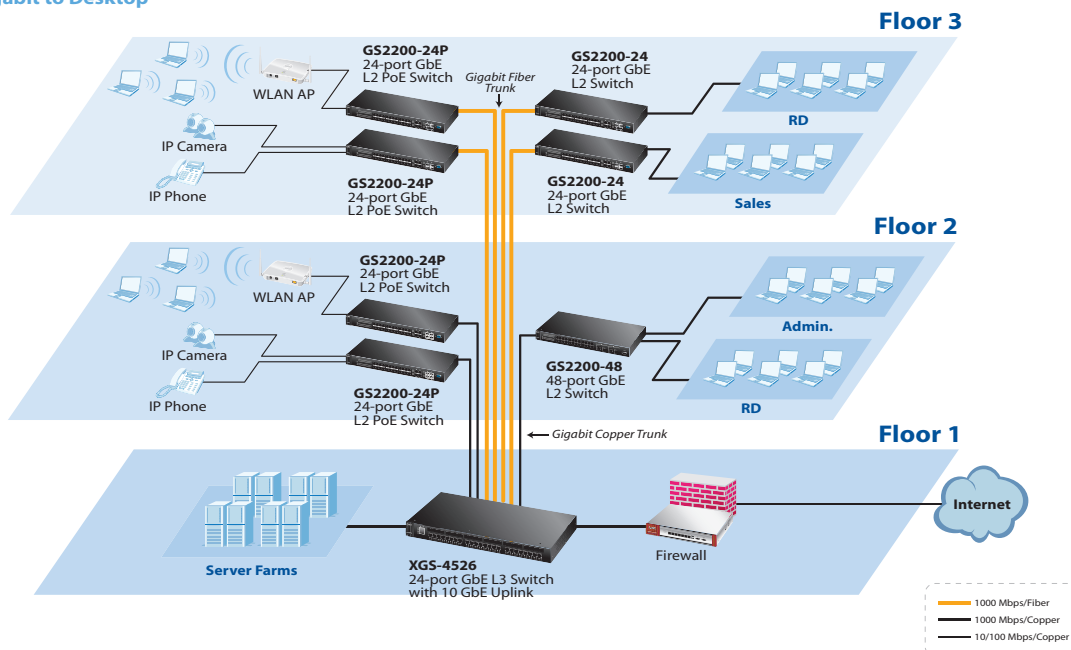 Floor 3
GS2200-24P
24-port GbE
L2 PoE Switch
WLAN AP
Gigabit Fiber
Trunk
GS2200-24
24-port GbE
L2 Switch
RD
IP Camera
IP Phone
GS2200-24P
24-port GbE
L2 PoE Switch
GS2200-24
24-port GbE
L2 Switch
Sales
Floor 2
GS2200-24P
24-port GbE
L2 PoE Switch
WLAN AP
Admin.
IP Camera
IP Phone
GS2200-24P
24-port GbE
L2 PoE Switch
GS2200-48
48-port GbE
L2 Switch
RD
Gigabit Copper Trunk
Floor 1
Server Farms
XGS-4526
24-port GbE L3 Switch
with 10 GbE Uplink
Firewall
Internet
1000 Mbps/Fiber
1000 Mbps/Copper
10/100 Mbps/Copper